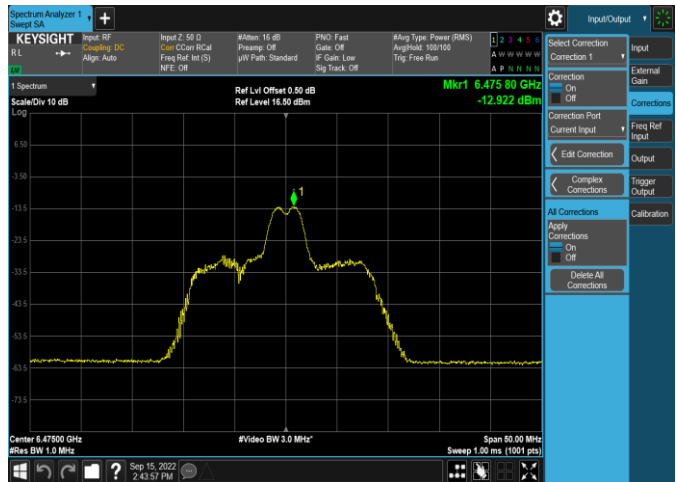 Spectrum Analyzer 1
Swept SA
Input/Output
KEYSIGHT
R L
LV
Input: RF
Coupling: DC
Align: Auto
Input Z: 50 Ω
Corr CCorr RCal
Freq Ref: Int (S)
NFE: Off
#Atten: 16 dB
Preamp: Off
µW Path: Standard
PNO: Fast
Gate: Off
IF Gain: Low
Sig Track: Off
#Avg Type: Power (RMS)
Avg|Hold: 100/100
Trig: Free Run
1 2 3 4 5 6
A W W W W W
A P N N N N
1 Spectrum
Scale/Div 10 dB
Log
Ref Lvl Offset 0.50 dB
Ref Level 16.50 dBm
Mkr1 6.475 80 GHz
-12.922 dBm
6.50
-3.50
-13.5
-23.5
-33.5
-43.5
-53.5
-63.5
-73.5
1
Center 6.47500 GHz
#Res BW 1.0 MHz
#Video BW 3.0 MHz*
Span 50.00 MHz
Sweep 1.00 ms (1001 pts)
Select Correction
Correction 1
Correction
On
Off
Correction Port
Current Input
Edit Correction
Complex
Corrections
All Corrections
Apply
Corrections
On
Off
Delete All
Corrections
Input
External
Gain
Corrections
Freq Ref
Input
Output
Trigger
Output
Calibration
?
Sep 15, 2022
2:43:57 PM